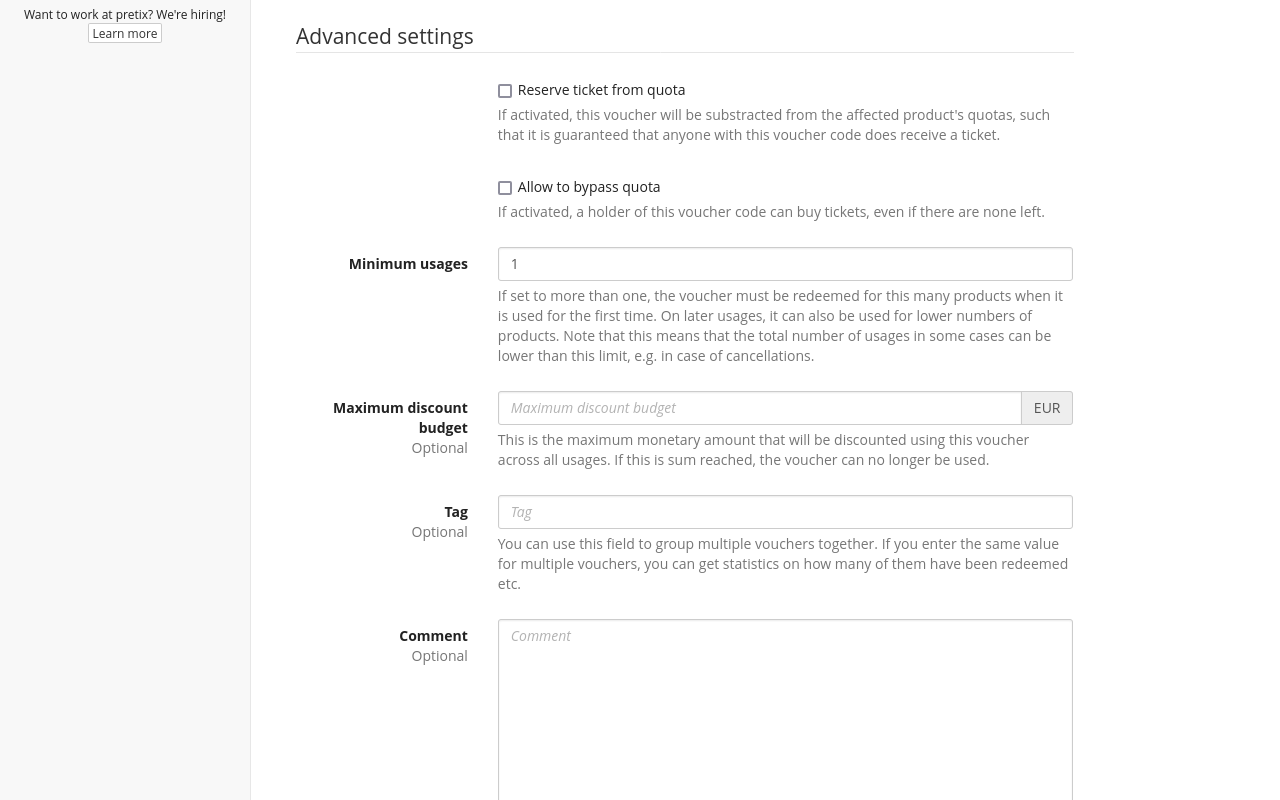 Want to work at pretix? We're hiring!
Learn more
Advanced settings
Reserve ticket from quota
If activated, this voucher will be substracted from the affected product's quotas, such
that it is guaranteed that anyone with this voucher code does receive a ticket.
Allow to bypass quota
If activated, a holder of this voucher code can buy tickets, even if there are none left.
Minimum usages
1
If set to more than one, the voucher must be redeemed for this many products when it
is used for the first time. On later usages, it can also be used for lower numbers of
products. Note that this means that the total number of usages in some cases can be
lower than this limit, e.g. in case of cancellations.
Maximum discount
budget
Optional
Maximum discount budget
EUR
This is the maximum monetary amount that will be discounted using this voucher
across all usages. If this is sum reached, the voucher can no longer be used.
Tag
Optional
Tag
You can use this field to group multiple vouchers together. If you enter the same value
for multiple vouchers, you can get statistics on how many of them have been redeemed
etc.
Comment
Optional
Comment